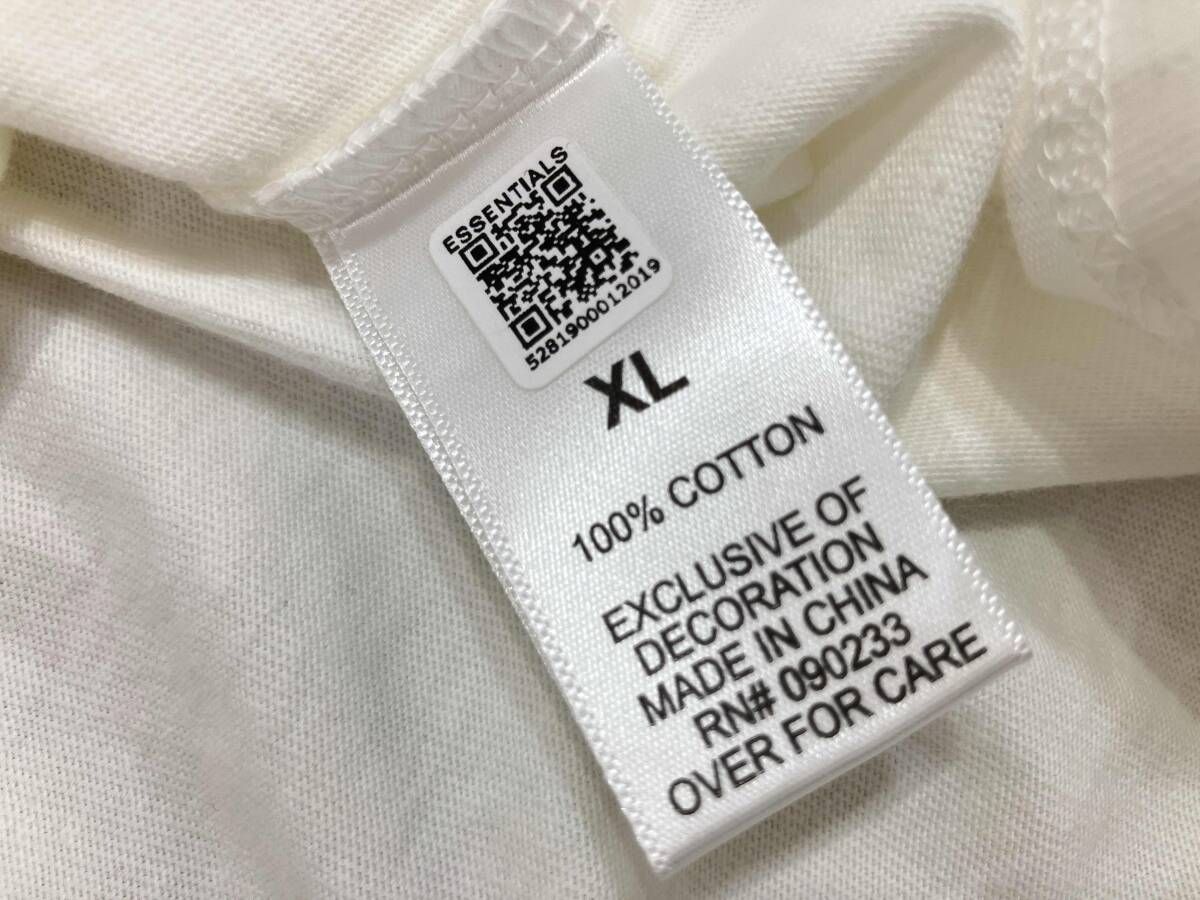 ESSENTIALS
5281900012019
XL
100% COTTON
EXCLUSIVE OF
DECORATION
MADE IN CHINA
RN# 090233
OVER FOR CARE